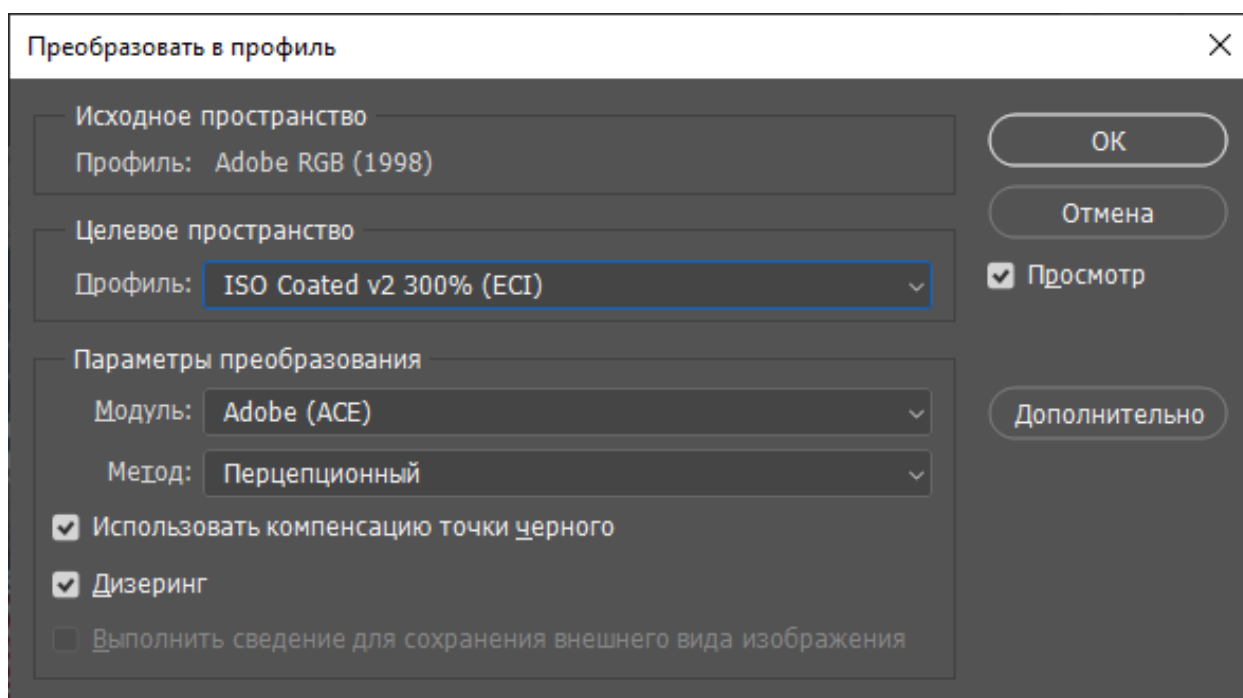 Преобразовать в профиль
Исходное пространство
Профиль: Adobe RGB (1998)
Целевое пространство
Профиль: ISO Coated v2 300% (ECI)
Параметры преобразования
Модуль: Adobe (ACE)
Метод: Перцепционный
Использовать компенсацию точки черного
Дизеринг
Выполнить сведение для сохранения внешнего вида изображения
ОК
Отмена
Просмотр
Дополнительно